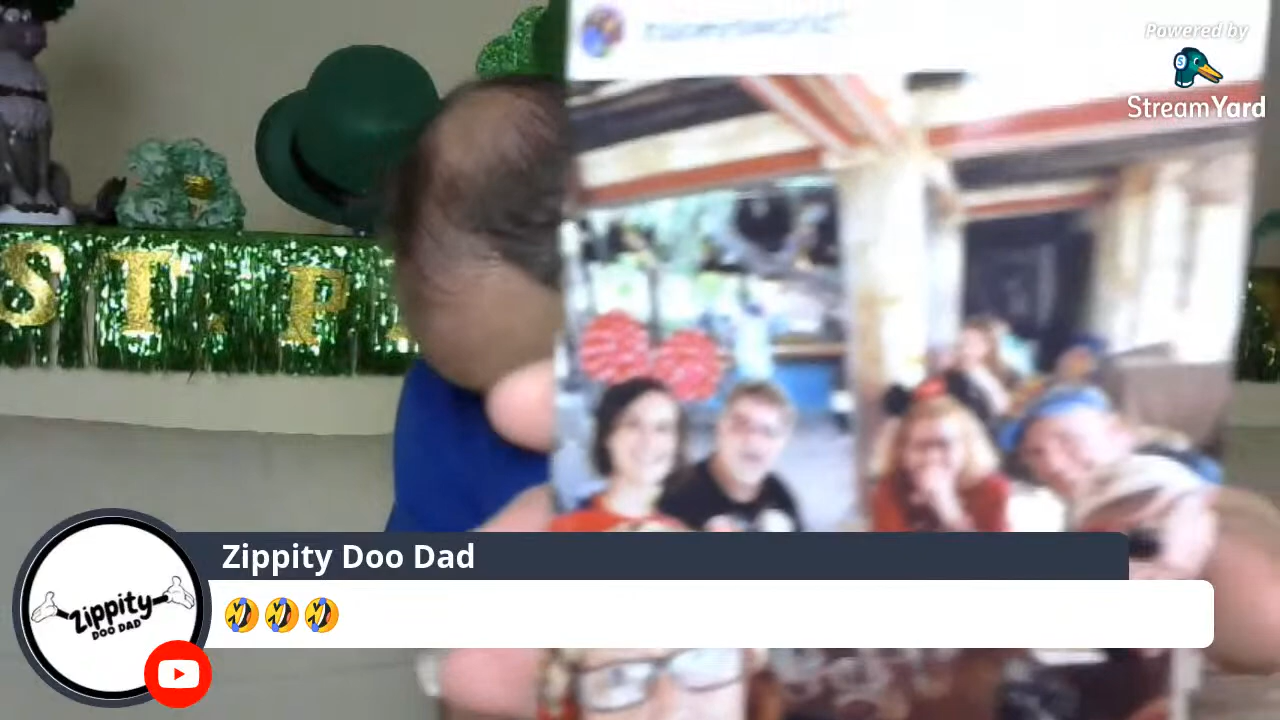 Powered by
StreamYard
ST. P
Zippity Doo Dad
🤣🤣🤣
Zippity
DOO DAD